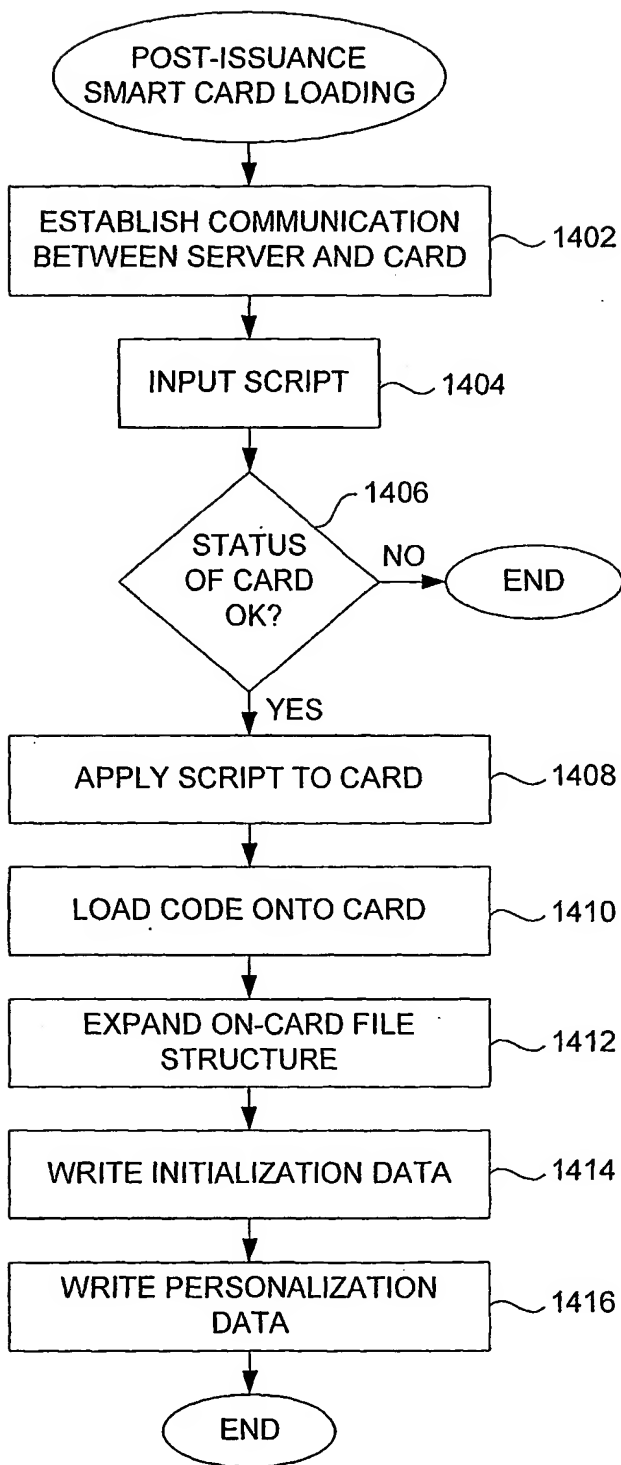 POST-ISSUANCE
SMART CARD LOADING
ESTABLISH COMMUNICATION
BETWEEN SERVER AND CARD
1402
INPUT SCRIPT
1404
1406
STATUS
OF CARD
OK?
NO
END
YES
APPLY SCRIPT TO CARD
1408
LOAD CODE ONTO CARD
1410
EXPAND ON-CARD FILE
STRUCTURE
1412
WRITE INITIALIZATION DATA
1414
WRITE PERSONALIZATION
DATA
1416
END